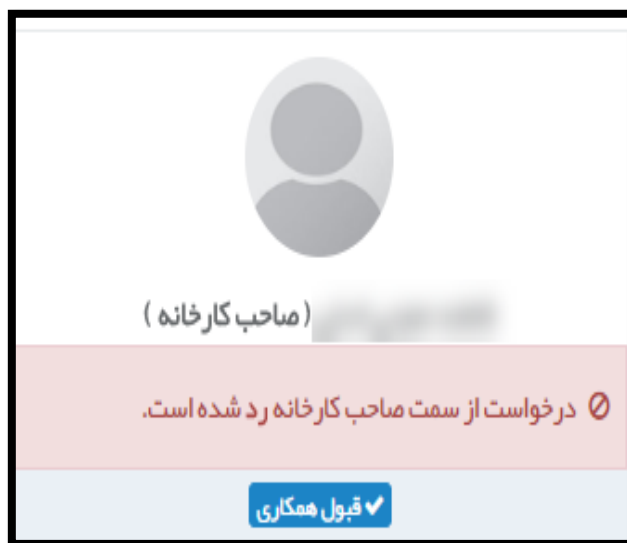 ( صاحب کارخانه )
درخواست از سمت صاحب کارخانه رد شده است.
قبول همکاری